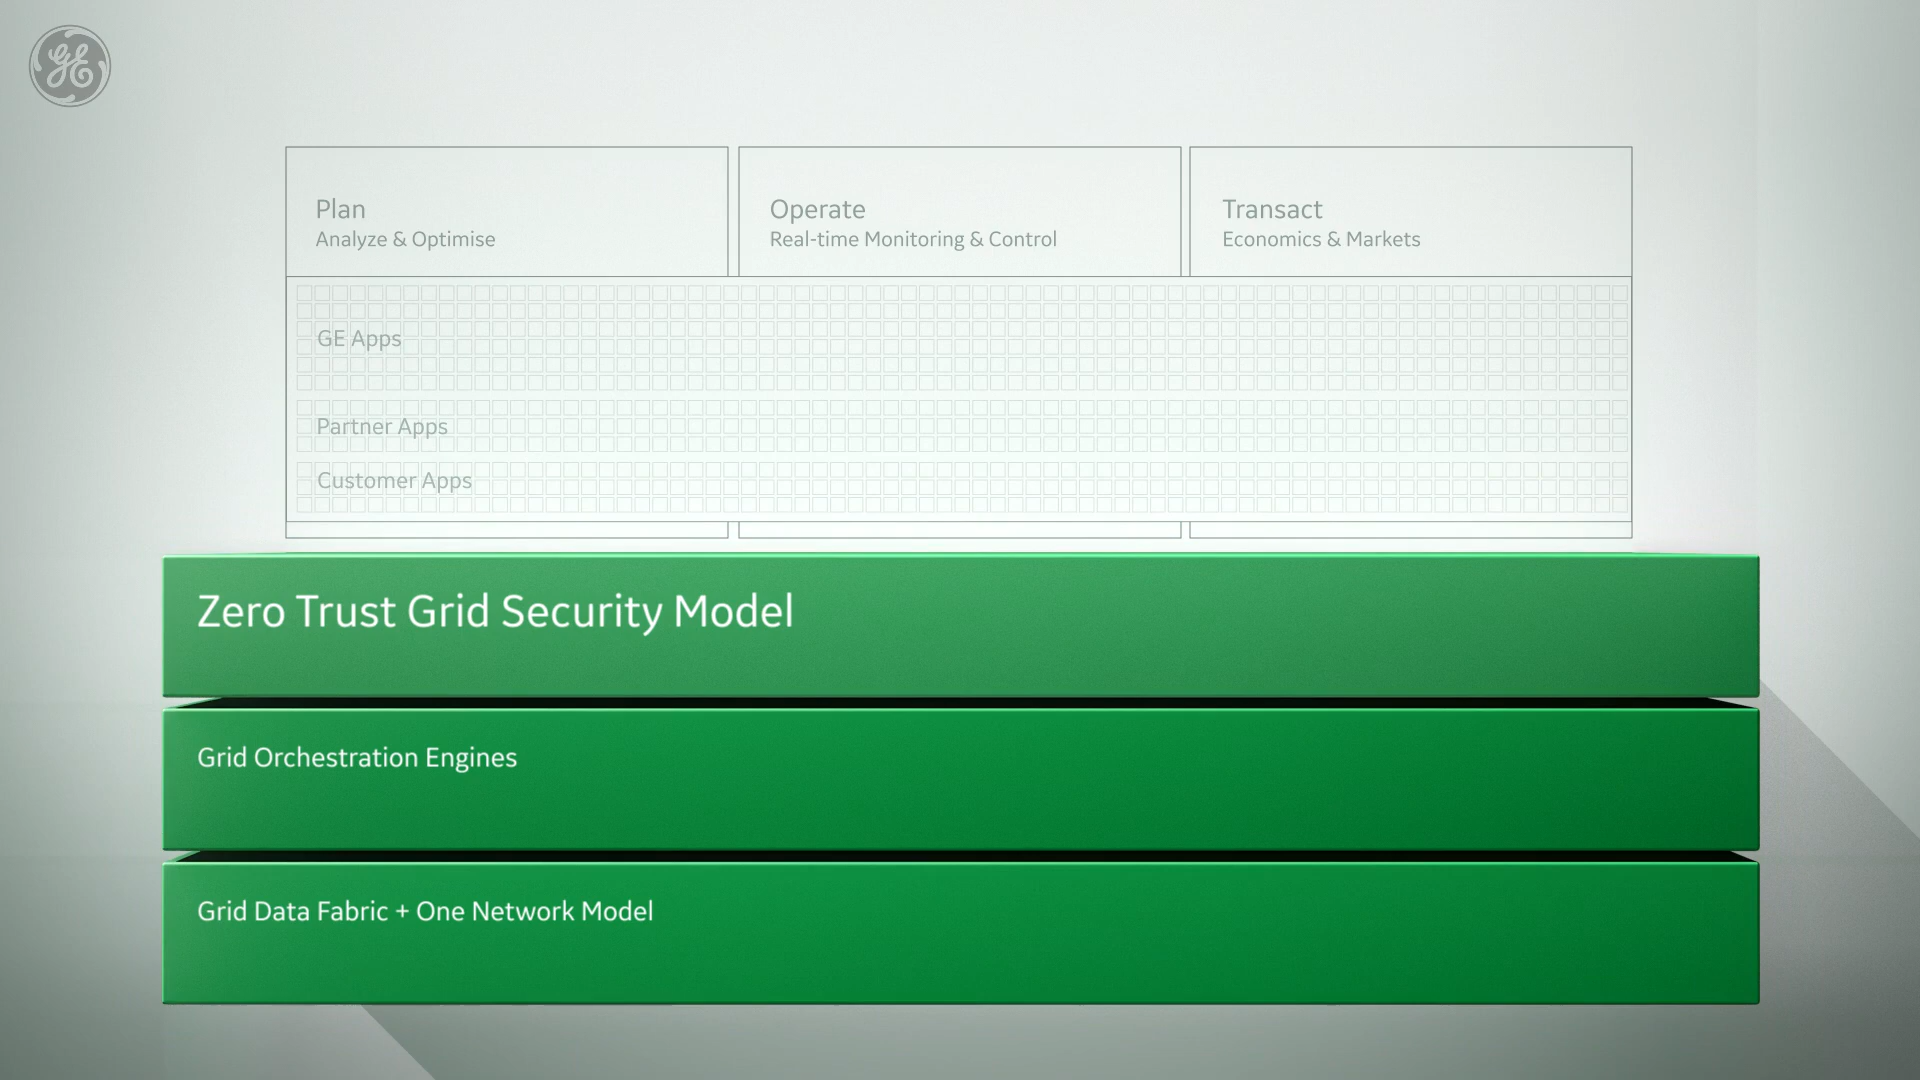 GE
Plan
Analyze & Optimise
Operate
Real-time Monitoring & Control
Transact
Economics & Markets
GE Apps
Partner Apps
Customer Apps
Zero Trust Grid Security Model
Grid Orchestration Engines
Grid Data Fabric + One Network Model